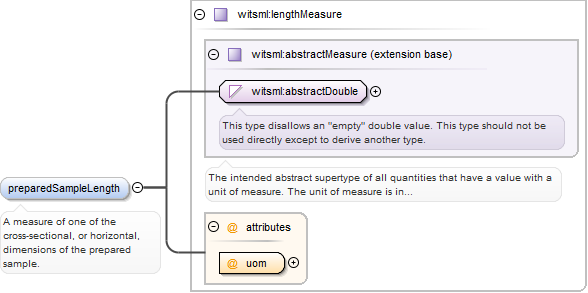 witsml:lengthMeasure
witsml:abstractMeasure (extension base)
witsml:abstractDouble
This type disallows an "empty" double value. This type should not be
used directly except to derive another type.
The intended abstract supertype of all quantities that have a value with a
unit of measure. The unit of measure is in...
preparedSampleLength
A measure of one of the
cross-sectional, or horizontal,
dimensions of the prepared
sample.
@ attributes
@ uom